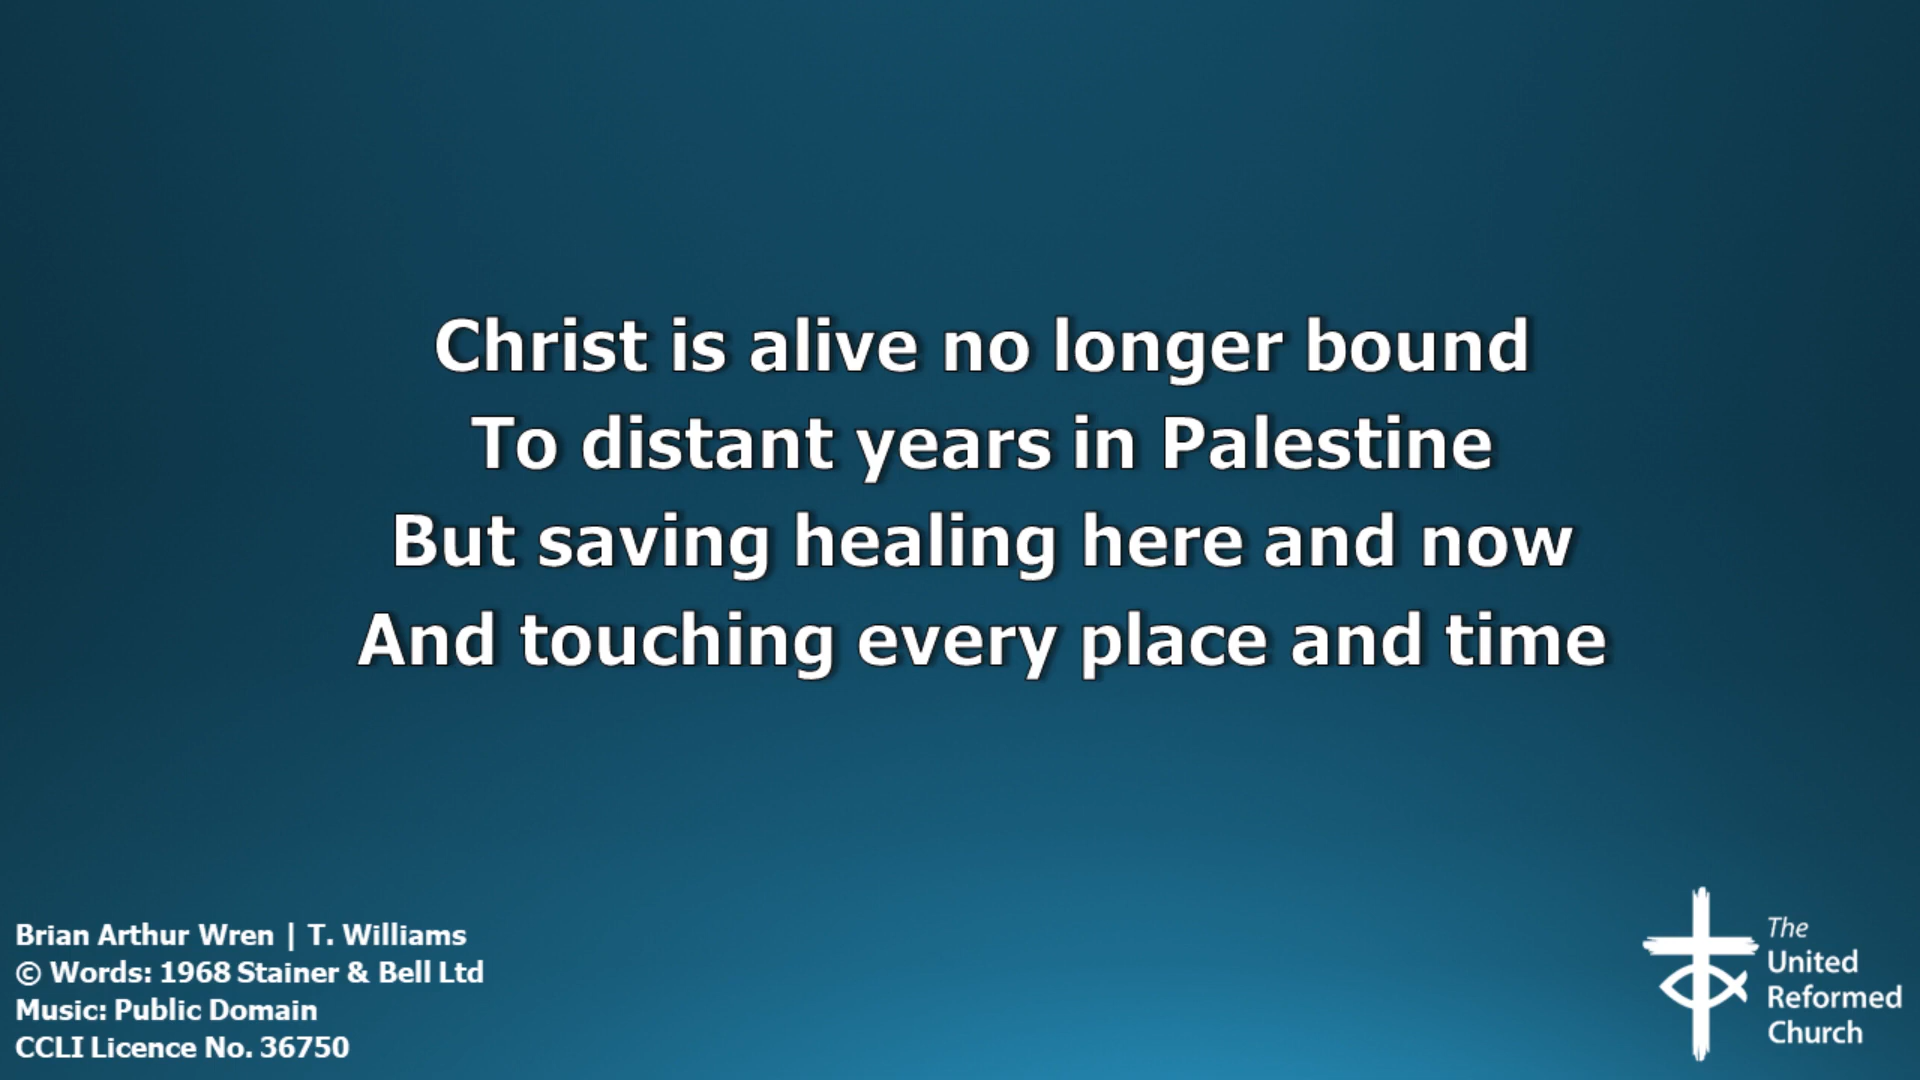 Christ is alive no longer bound
To distant years in Palestine
But saving healing here and now
And touching every place and time
Brian Arthur Wren | T. Williams
© Words: 1968 Stainer & Bell Ltd
Music: Public Domain
CCLI Licence No. 36750
The
United
Reformed
Church